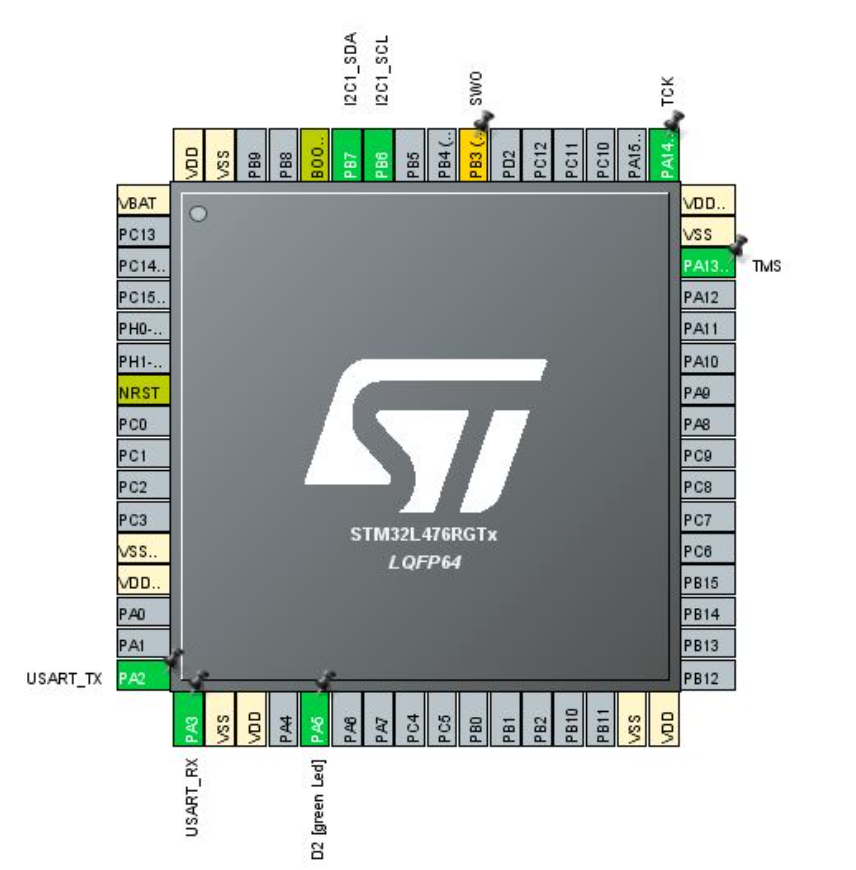 I2C1_SDA
I2C1_SCL
SWO
TCK
VDD
VSS
PB9
PB8
BOO..
PB7
PB6
PB5
PB4 (..
PB3 (..
PD2
PC12
PC11
PC10
PA15..
PA14..
VBAT
PC13
PC14..
PC15..
PH0-..
PH1-..
NRST
PC0
PC1
PC2
PC3
VSS..
VDD..
PA0
PA1
USART_TX
PA2
VDD..
VSS
PA13..
TMS
PA12
PA11
PA10
PA9
PA8
PC9
PC8
PC7
PC6
PB15
PB14
PB13
PB12
ST
STM32L476RGTx
LQFP64
PA3
VSS
VDD
PA4
PA5
PA6
PA7
PC4
PC5
PB0
PB1
PB2
PB10
PB11
VSS
VDD
USART_RX
D2 [green Led]